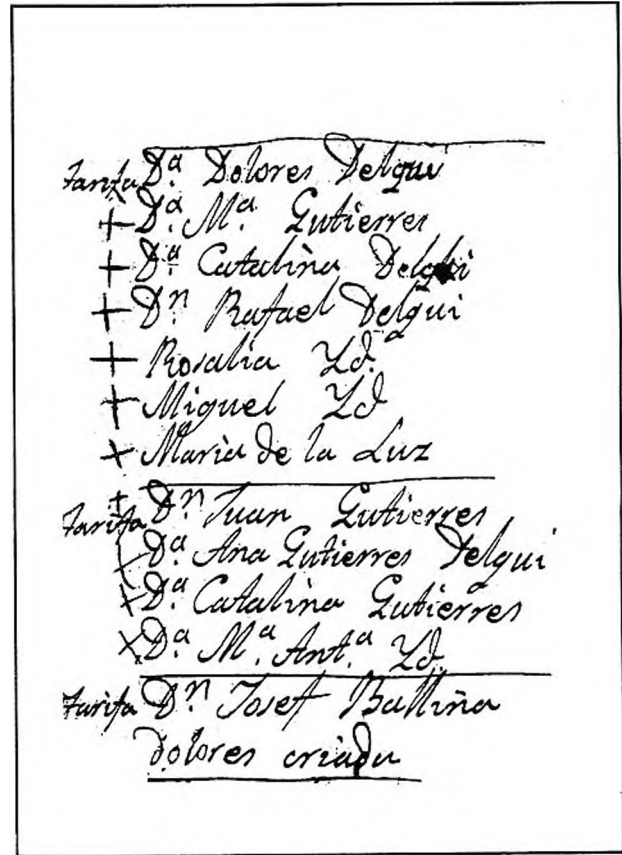 tarifa Dª Dolores Delgui
+ Dª Mª Gutierres
+ Dª Catalina Delgui
+ Dⁿ Rafael Delgui
+ Rosalia Yd.
+ Miguel Yd
+ Maria de la Luz
+ tarifa Dⁿ Juan Gutierres
+ Dª Ana Gutierres Delgui
+ Dª Catalina Gutierres
+ Dª Mª Antª Yd.
tarifa Dⁿ Josef Balliña
dolores criada